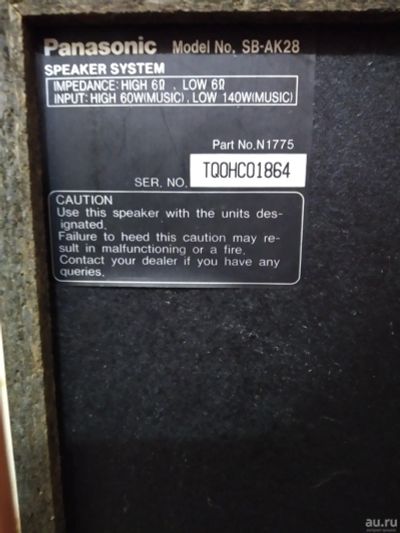 Panasonic Model No. SB-AK28
SPEAKER SYSTEM
IMPEDANCE: HIGH 6Ω , LOW 6Ω
INPUT: HIGH 60W(MUSIC), LOW 140W(MUSIC)
Part No.N1775
SER. NO. TQ0HC01864
CAUTION
Use this speaker with the units des-
ignated.
Failure to heed this caution may re-
sult in malfunctioning or a fire.
Contact your dealer if you have any
queries.
au.ru